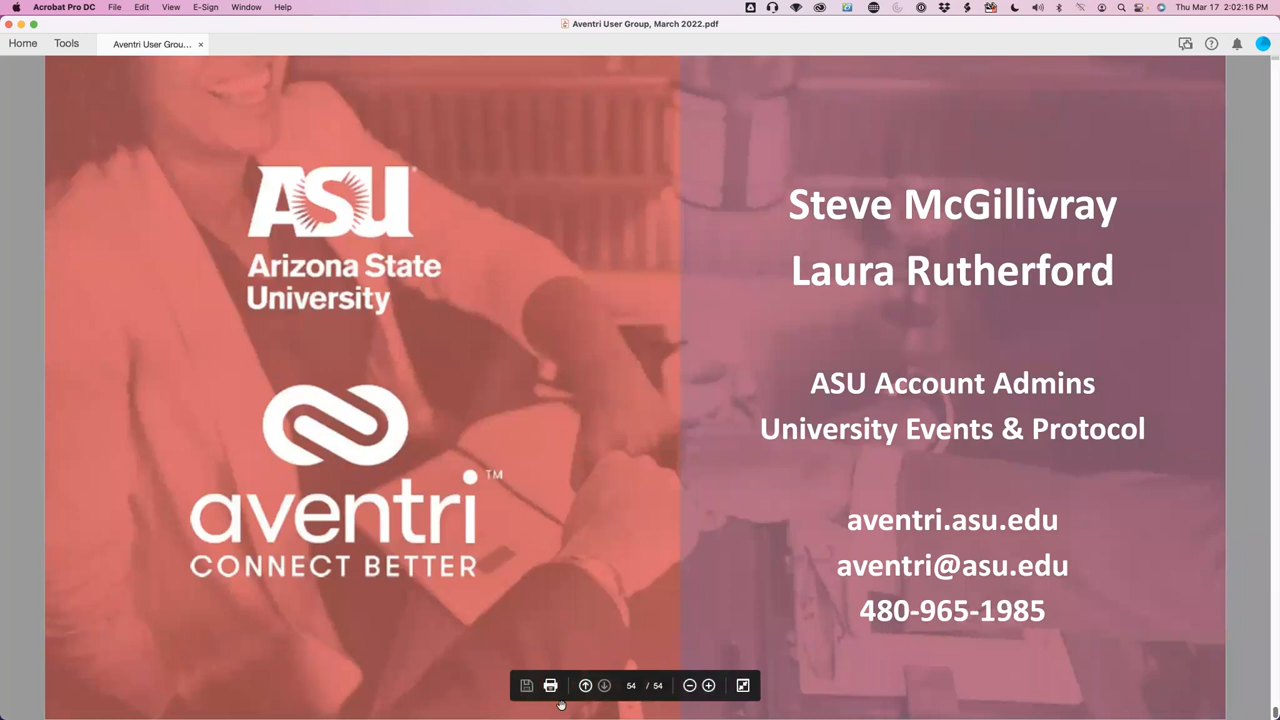 Acrobat Pro DC File Edit View E-Sign Window Help Thu Mar 17 2:02:16 PM
Aventri User Group, March 2022.pdf
Home Tools Aventri User Grou... ×
ASU
Arizona State
University
aventri™
CONNECT BETTER
Steve McGillivray
Laura Rutherford
ASU Account Admins
University Events & Protocol
aventri.asu.edu
aventri@asu.edu
480-965-1985
54 / 54